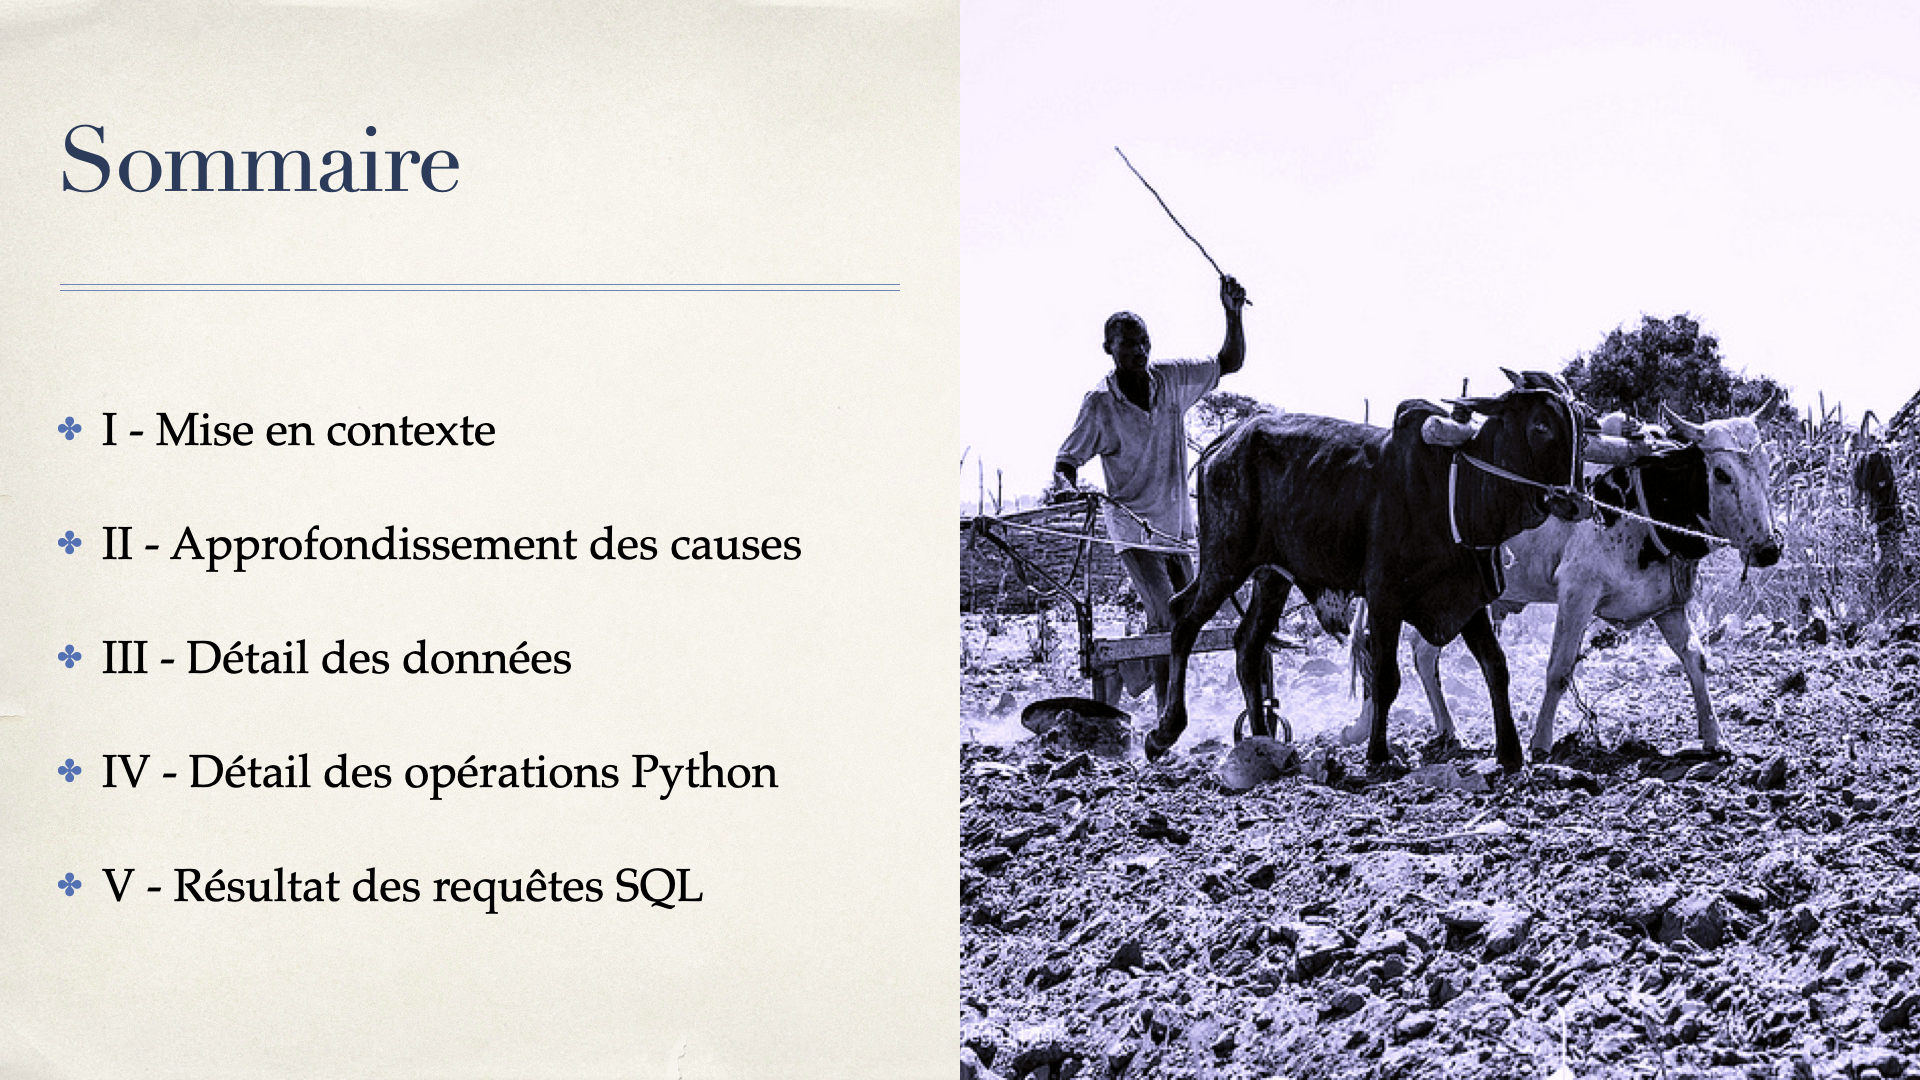 Sommaire
I - Mise en contexte
II - Approfondissement des causes
III - Détail des données
IV - Détail des opérations Python
V - Résultat des requêtes SQL